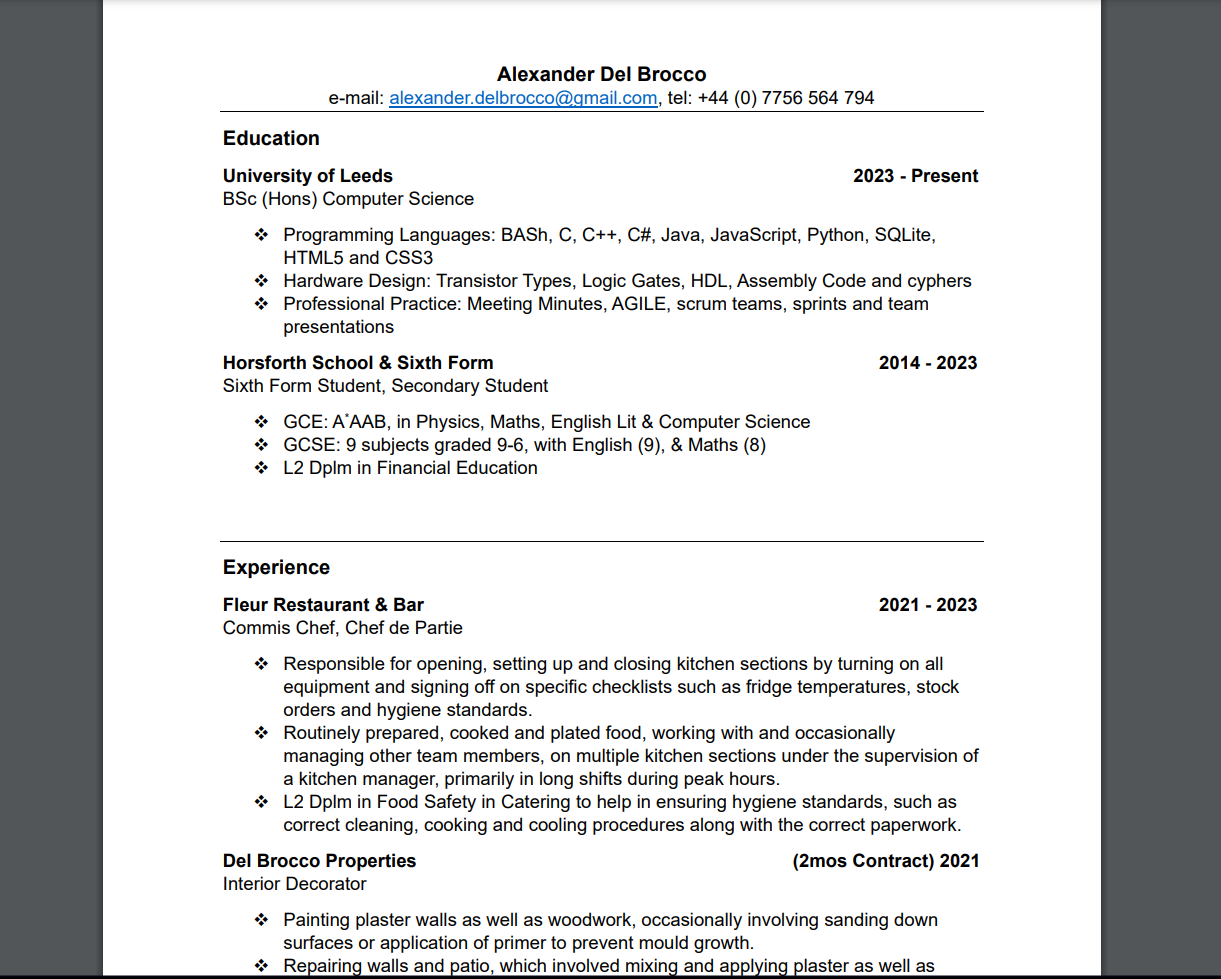 Alexander Del Brocco
e-mail: alexander.delbrocco@gmail.com, tel: +44 (0) 7756 564 794
Education
University of Leeds 2023 - Present
BSc (Hons) Computer Science
❖ Programming Languages: BASh, C, C++, C#, Java, JavaScript, Python, SQLite,
HTML5 and CSS3
❖ Hardware Design: Transistor Types, Logic Gates, HDL, Assembly Code and cyphers
❖ Professional Practice: Meeting Minutes, AGILE, scrum teams, sprints and team
presentations
Horsforth School & Sixth Form 2014 - 2023
Sixth Form Student, Secondary Student
❖ GCE: A*AAB, in Physics, Maths, English Lit & Computer Science
❖ GCSE: 9 subjects graded 9-6, with English (9), & Maths (8)
❖ L2 Dplm in Financial Education
Experience
Fleur Restaurant & Bar 2021 - 2023
Commis Chef, Chef de Partie
❖ Responsible for opening, setting up and closing kitchen sections by turning on all
equipment and signing off on specific checklists such as fridge temperatures, stock
orders and hygiene standards.
❖ Routinely prepared, cooked and plated food, working with and occasionally
managing other team members, on multiple kitchen sections under the supervision of
a kitchen manager, primarily in long shifts during peak hours.
❖ L2 Dplm in Food Safety in Catering to help in ensuring hygiene standards, such as
correct cleaning, cooking and cooling procedures along with the correct paperwork.
Del Brocco Properties (2mos Contract) 2021
Interior Decorator
❖ Painting plaster walls as well as woodwork, occasionally involving sanding down
surfaces or application of primer to prevent mould growth.
❖ Repairing walls and patio, which involved mixing and applying plaster as well as